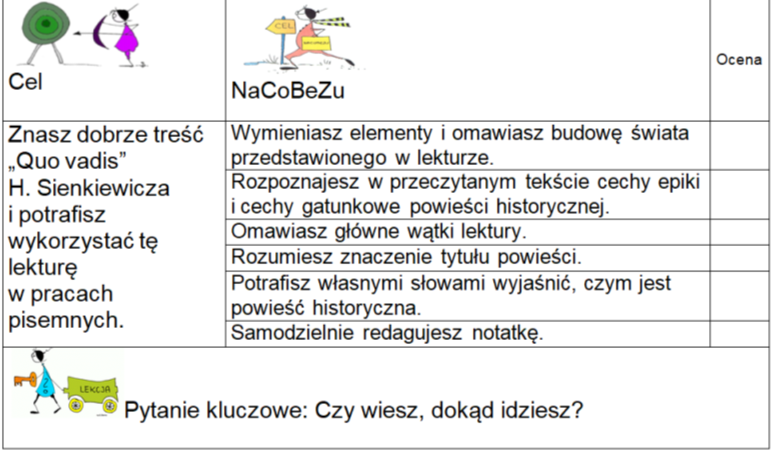 Cel
NaCoBeZu
Ocena
Znasz dobrze treść
„Quo vadis”
H. Sienkiewicza
i potrafisz
wykorzystać tę
lekturę
w pracach
pisemnych.
Wymieniasz elementy i omawiasz budowę świata
przedstawionego w lekturze.
Rozpoznajesz w przeczytanym tekście cechy epiki
i cechy gatunkowe powieści historycznej.
Omawiasz główne wątki lektury.
Rozumiesz znaczenie tytułu powieści.
Potrafisz własnymi słowami wyjaśnić, czym jest
powieść historyczna.
Samodzielnie redagujesz notatkę.
LEKCJA
Pytanie kluczowe: Czy wiesz, dokąd idziesz?